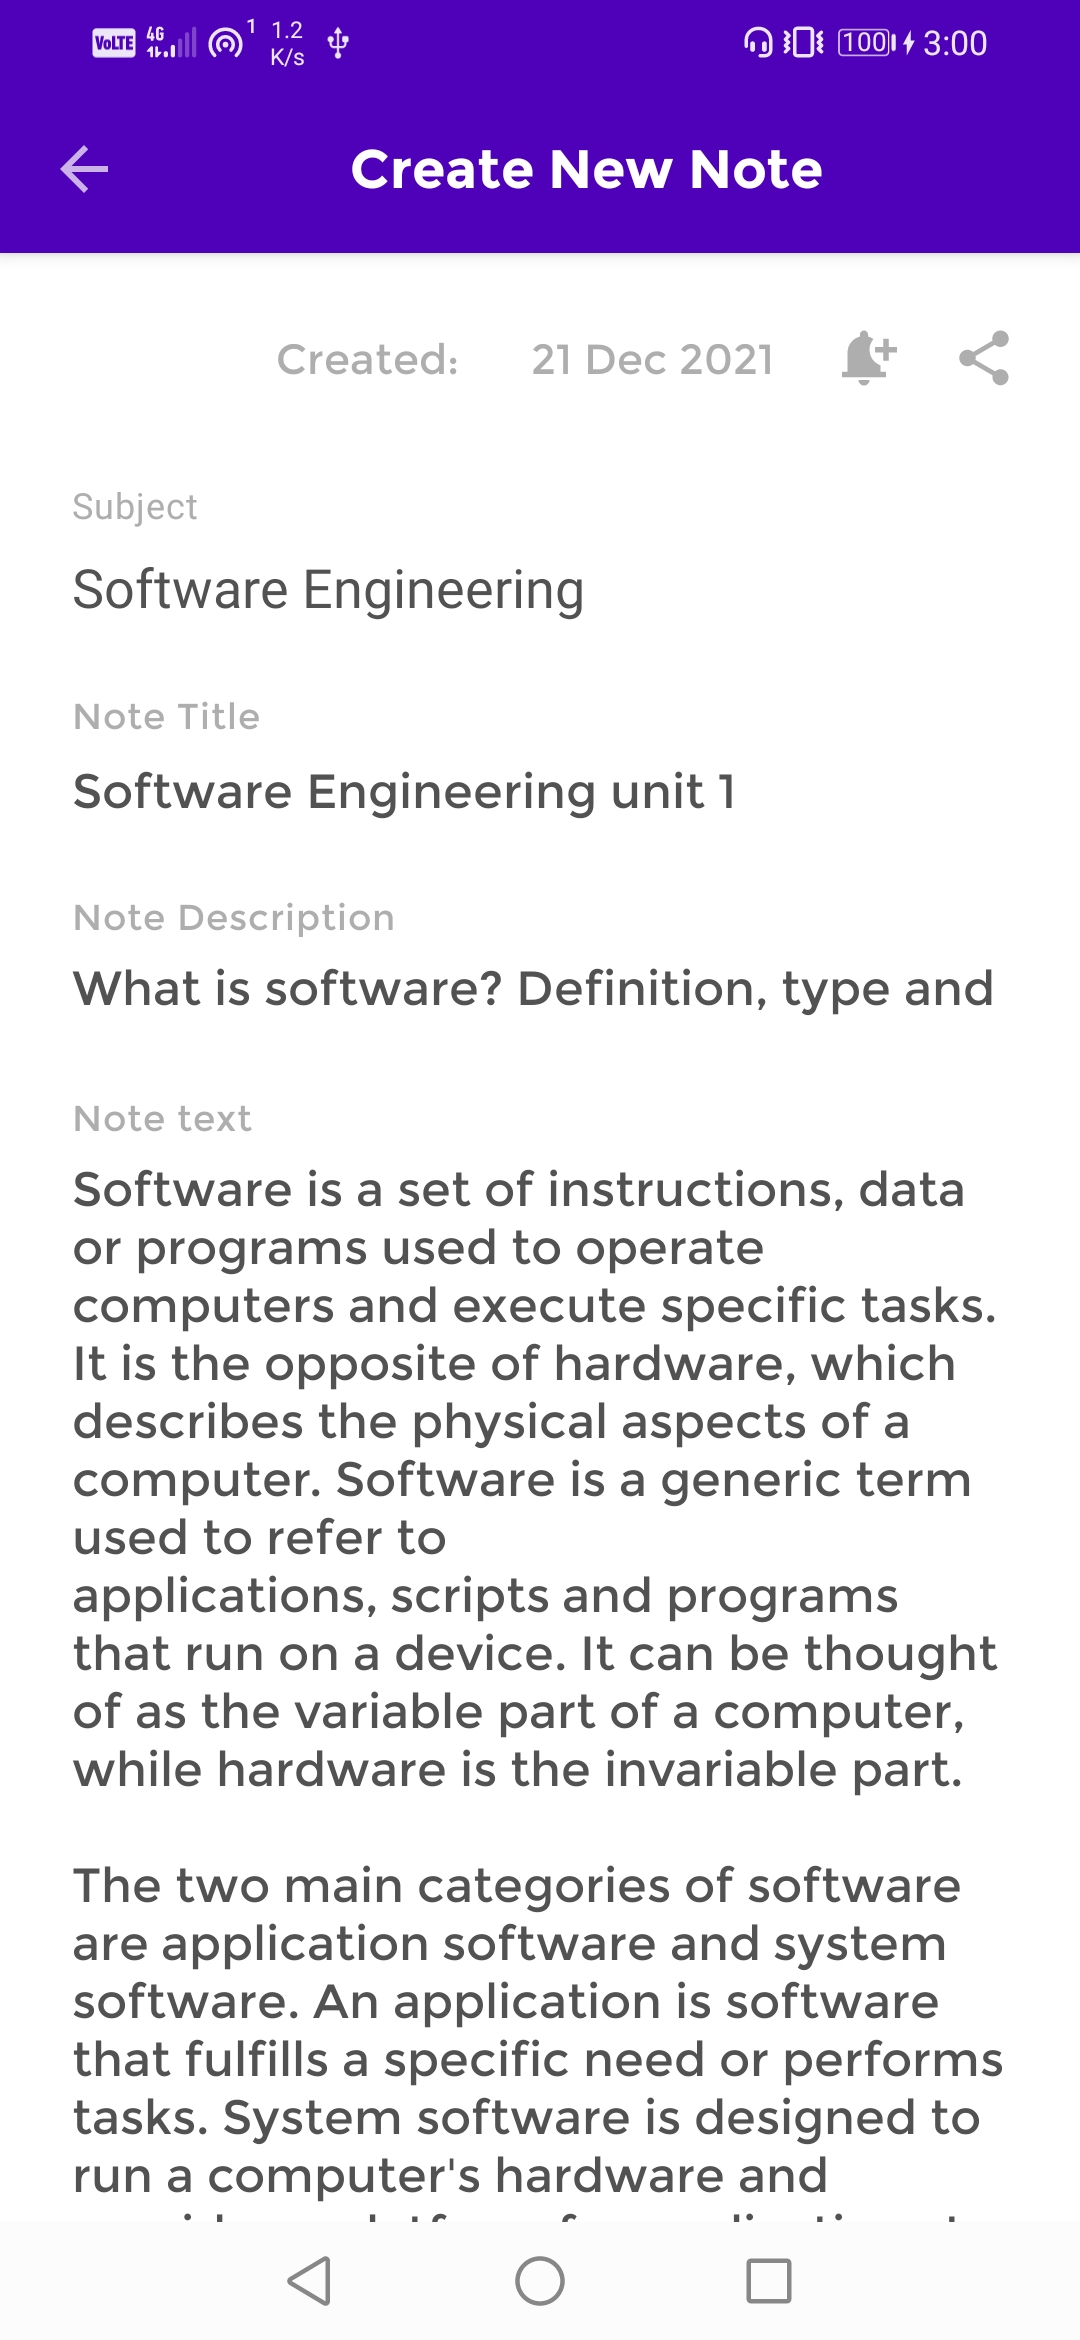 VoLTE 4G 1 1.2 K/s 100 3:00
Create New Note
Created: 21 Dec 2021
Subject
Software Engineering
Note Title
Software Engineering unit 1
Note Description
What is software? Definition, type and
Note text
Software is a set of instructions, data
or programs used to operate
computers and execute specific tasks.
It is the opposite of hardware, which
describes the physical aspects of a
computer. Software is a generic term
used to refer to
applications, scripts and programs
that run on a device. It can be thought
of as the variable part of a computer,
while hardware is the invariable part.
The two main categories of software
are application software and system
software. An application is software
that fulfills a specific need or performs
tasks. System software is designed to
run a computer's hardware and